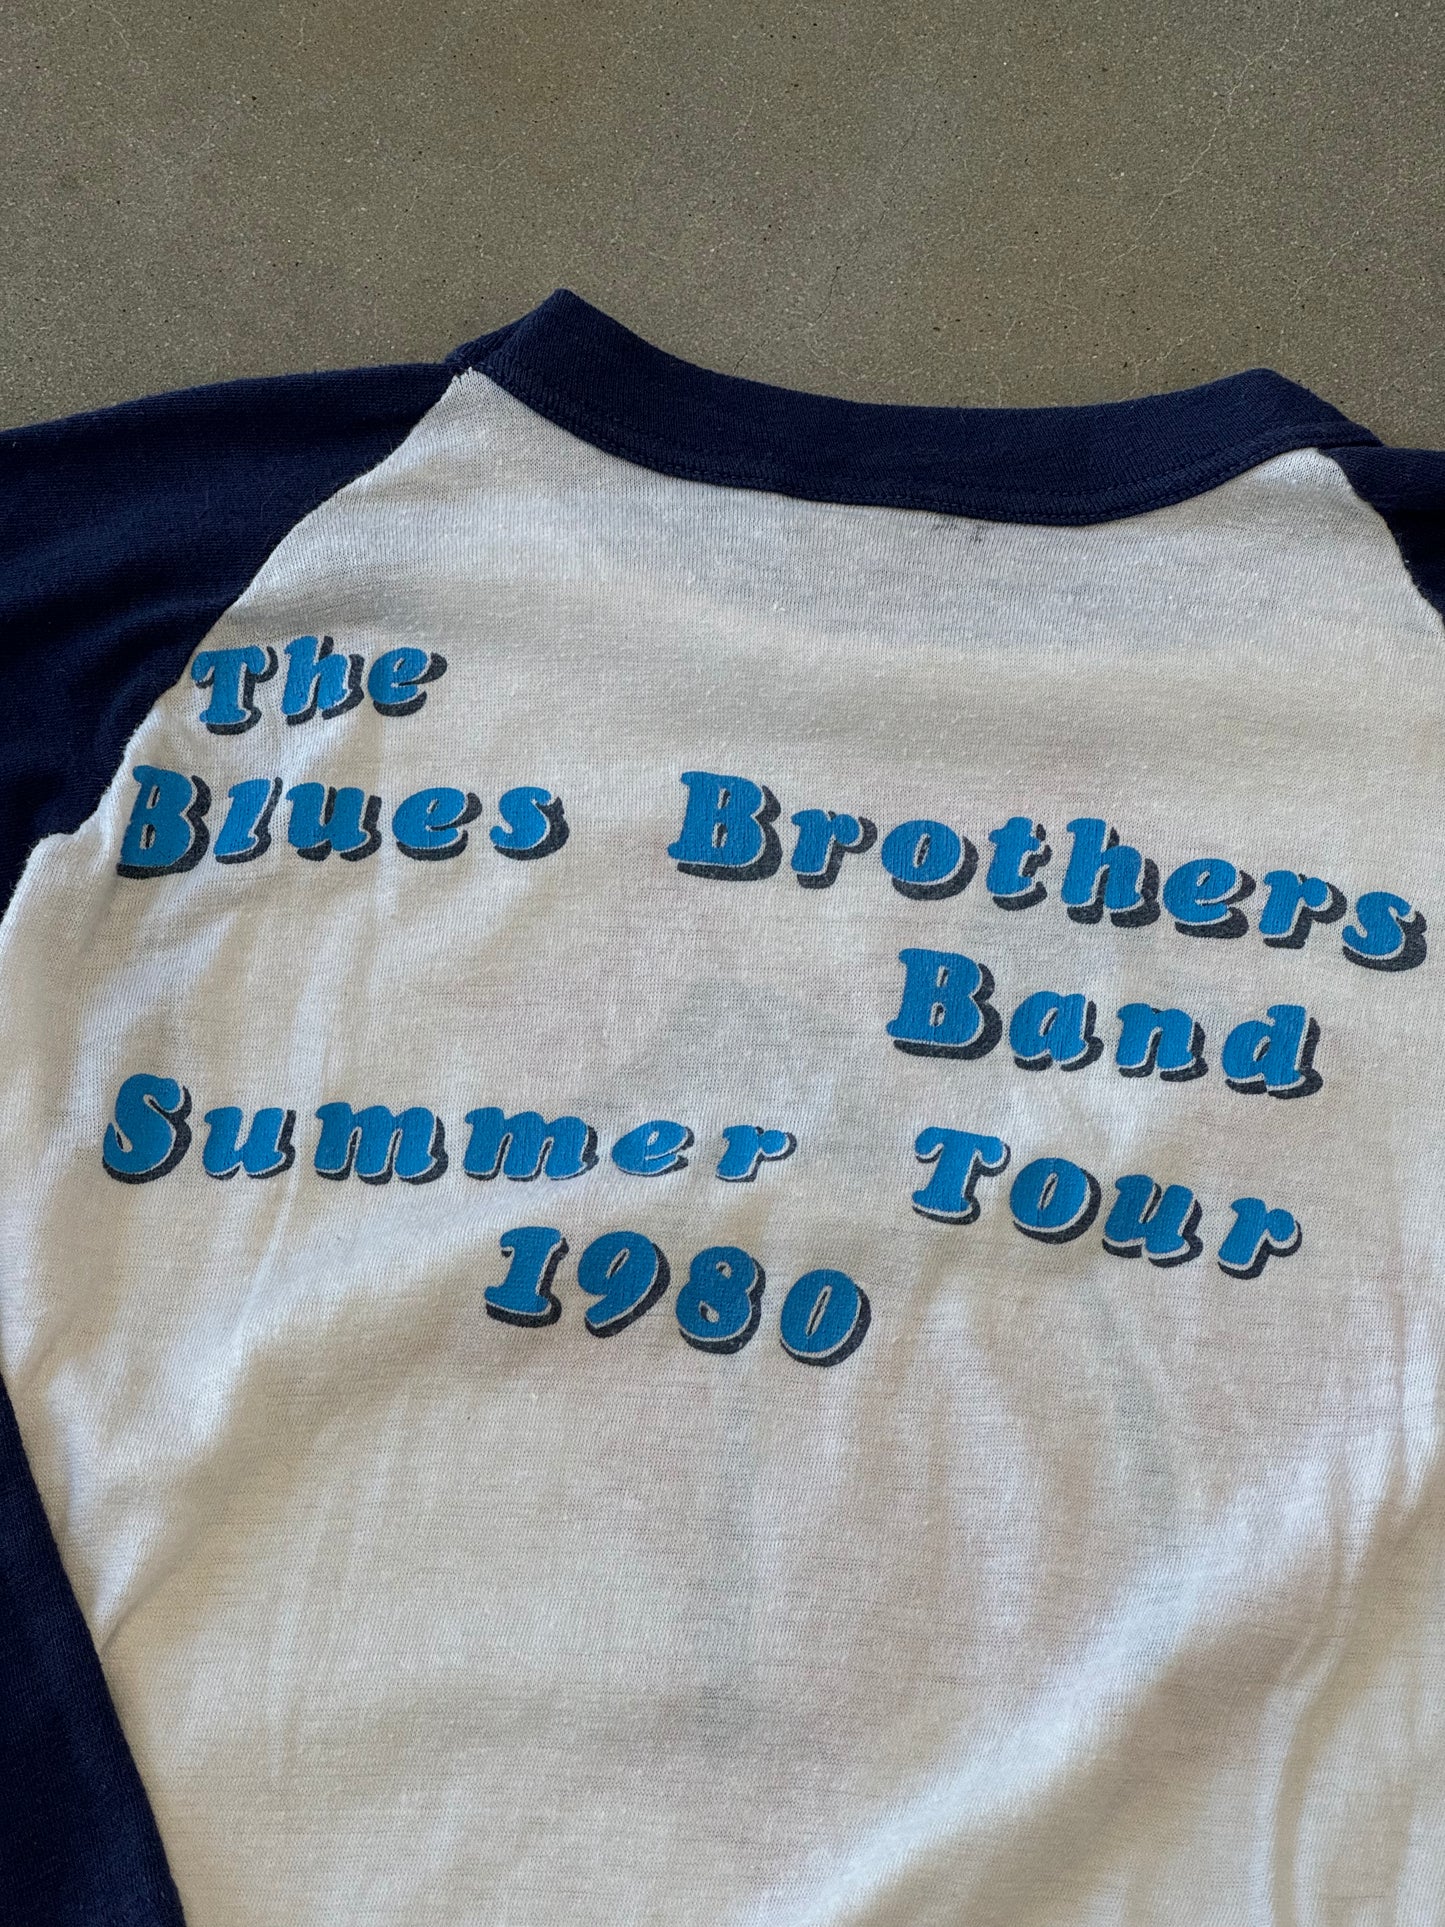 The
Blues Brothers
Band
Summer Tour
1980